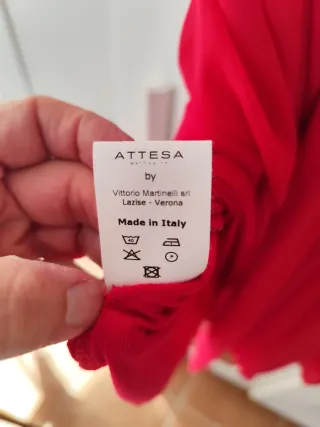 ATTESA
by
Vittorio Martinelli srl
Lazise - Verona
Made in Italy